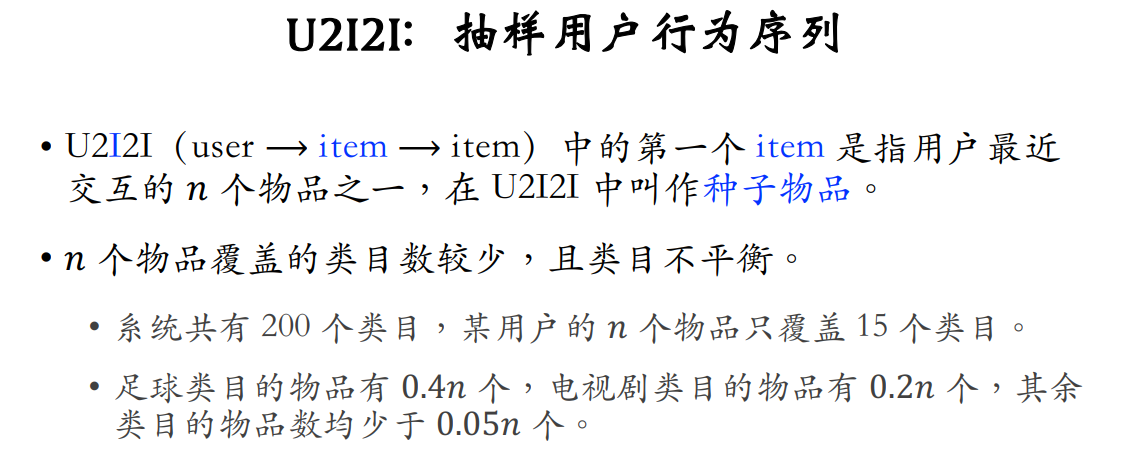 U2I2I：抽样用户行为序列
• U2I2I（user ⟶ item ⟶ item）中的第一个 item 是指用户最近
交互的 n 个物品之一，在 U2I2I 中叫作种子物品。
• n 个物品覆盖的类目数较少，且类目不平衡。
• 系统共有 200 个类目，某用户的 n 个物品只覆盖 15 个类目。
• 足球类目的物品有 0.4n 个，电视剧类目的物品有 0.2n 个，其余
类目的物品数均少于 0.05n 个。